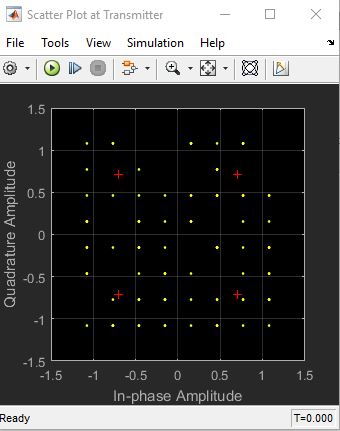 Scatter Plot at Transmitter
File Tools View Simulation Help
Quadrature Amplitude
1.5
1
0.5
0
-0.5
-1
-1.5
-1.5 -1 -0.5 0 0.5 1 1.5
In-phase Amplitude
Ready T=0.000